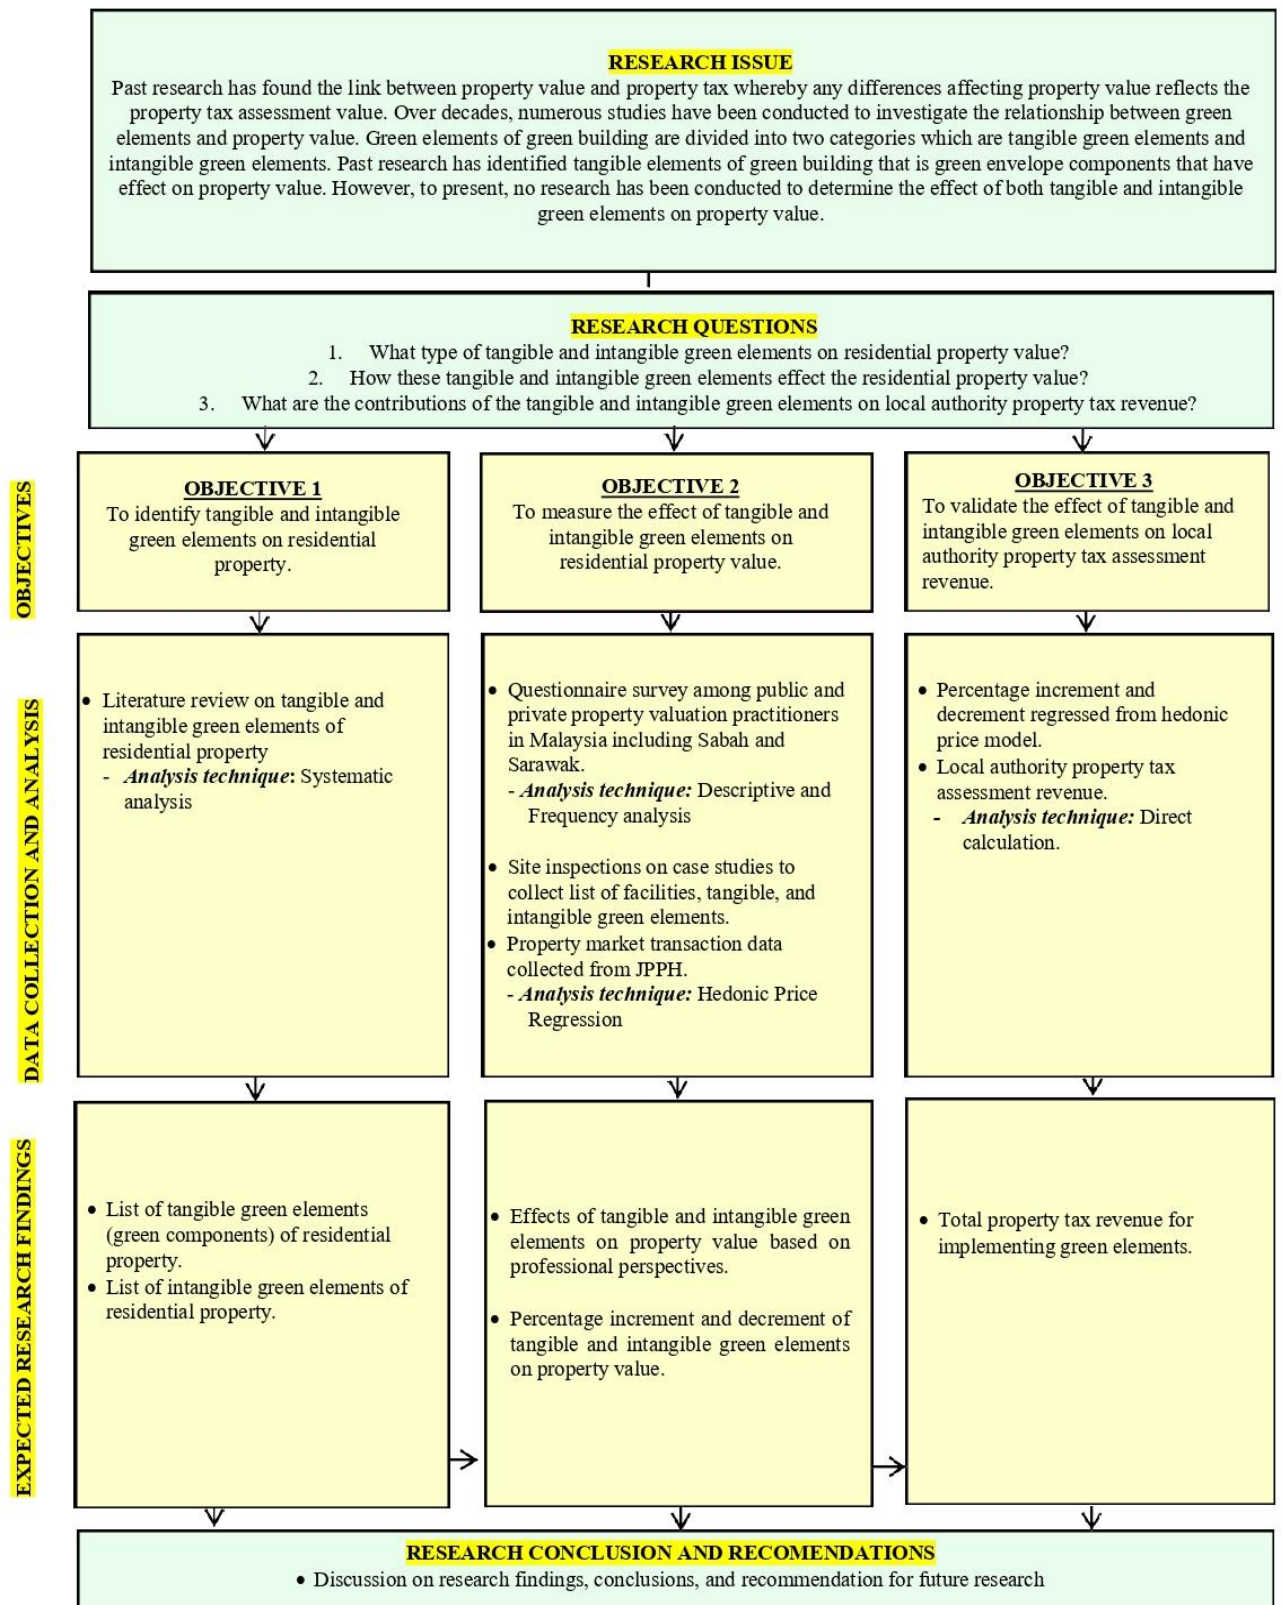 RESEARCH ISSUE
Past research has found the link between property value and property tax whereby any differences affecting property value reflects the
property tax assessment value. Over decades, numerous studies have been conducted to investigate the relationship between green
elements and property value. Green elements of green building are divided into two categories which are tangible green elements and
intangible green elements. Past research has identified tangible elements of green building that is green envelope components that have
effect on property value. However, to present, no research has been conducted to determine the effect of both tangible and intangible
green elements on property value.
RESEARCH QUESTIONS
1. What type of tangible and intangible green elements on residential property value?
2. How these tangible and intangible green elements effect the residential property value?
3. What are the contributions of the tangible and intangible green elements on local authority property tax revenue?
OBJECTIVES
OBJECTIVE 1
To identify tangible and intangible
green elements on residential
property.
OBJECTIVE 2
To measure the effect of tangible and
intangible green elements on
residential property value.
OBJECTIVE 3
To validate the effect of tangible and
intangible green elements on local
authority property tax assessment
revenue.
DATA COLLECTION AND ANALYSIS
• Literature review on tangible and
intangible green elements of
residential property
- Analysis technique: Systematic
analysis
• Questionnaire survey among public and
private property valuation practitioners
in Malaysia including Sabah and
Sarawak.
- Analysis technique: Descriptive and
Frequency analysis
• Site inspections on case studies to
collect list of facilities, tangible, and
intangible green elements.
• Property market transaction data
collected from JPPH.
- Analysis technique: Hedonic Price
Regression
• Percentage increment and
decrement regressed from hedonic
price model.
• Local authority property tax
assessment revenue.
- Analysis technique: Direct
calculation.
EXPECTED RESEARCH FINDINGS
• List of tangible green elements
(green components) of residential
property.
• List of intangible green elements of
residential property.
• Effects of tangible and intangible green
elements on property value based on
professional perspectives.
• Percentage increment and decrement of
tangible and intangible green elements
on property value.
• Total property tax revenue for
implementing green elements.
RESEARCH CONCLUSION AND RECOMENDATIONS
• Discussion on research findings, conclusions, and recommendation for future research